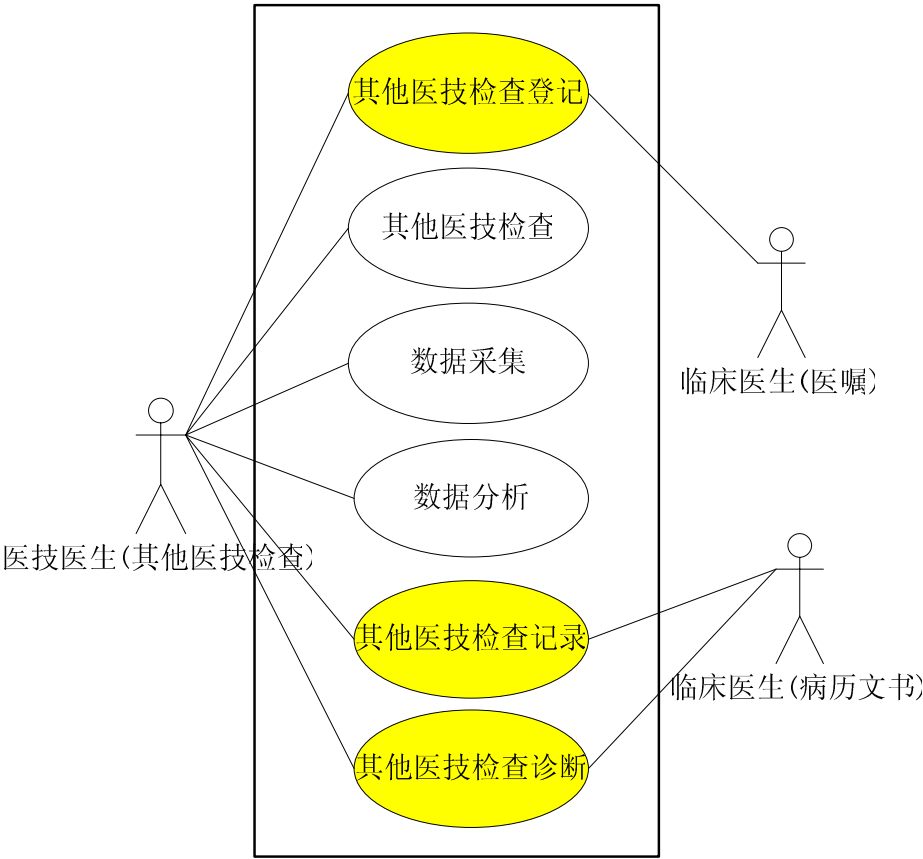 其他医技检查登记
其他医技检查
数据采集
临床医生(医嘱)
数据分析
医技医生(其他医技检查)
其他医技检查记录
临床医生(病历文书)
其他医技检查诊断